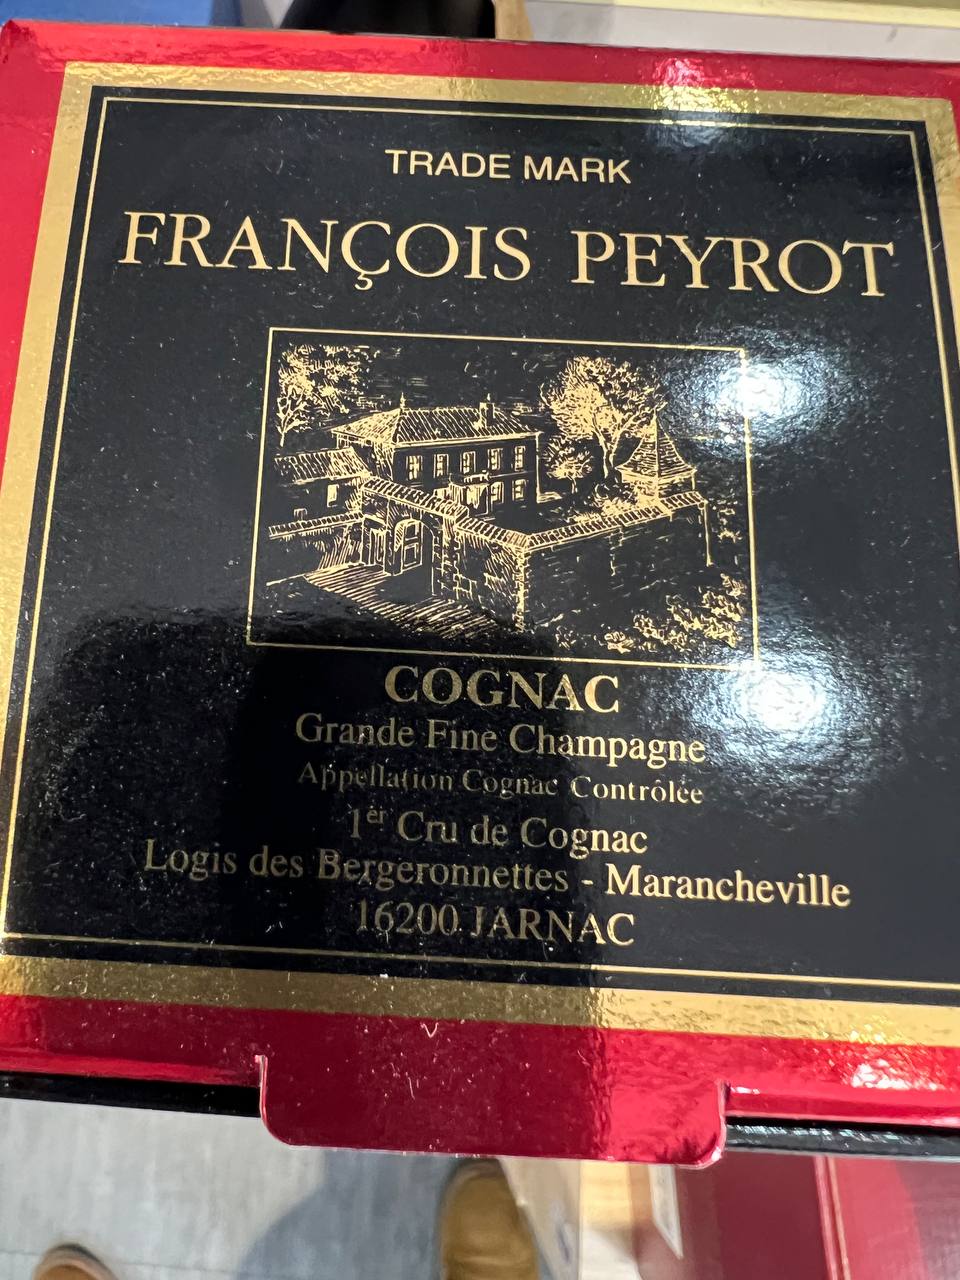 TRADE MARK
FRANÇOIS PEYROT
COGNAC
Grande Fine Champagne
Appellation Cognac Contrôlée
1er Cru de Cognac
Logis des Bergeronnettes - Marancheville
16200 JARNAC